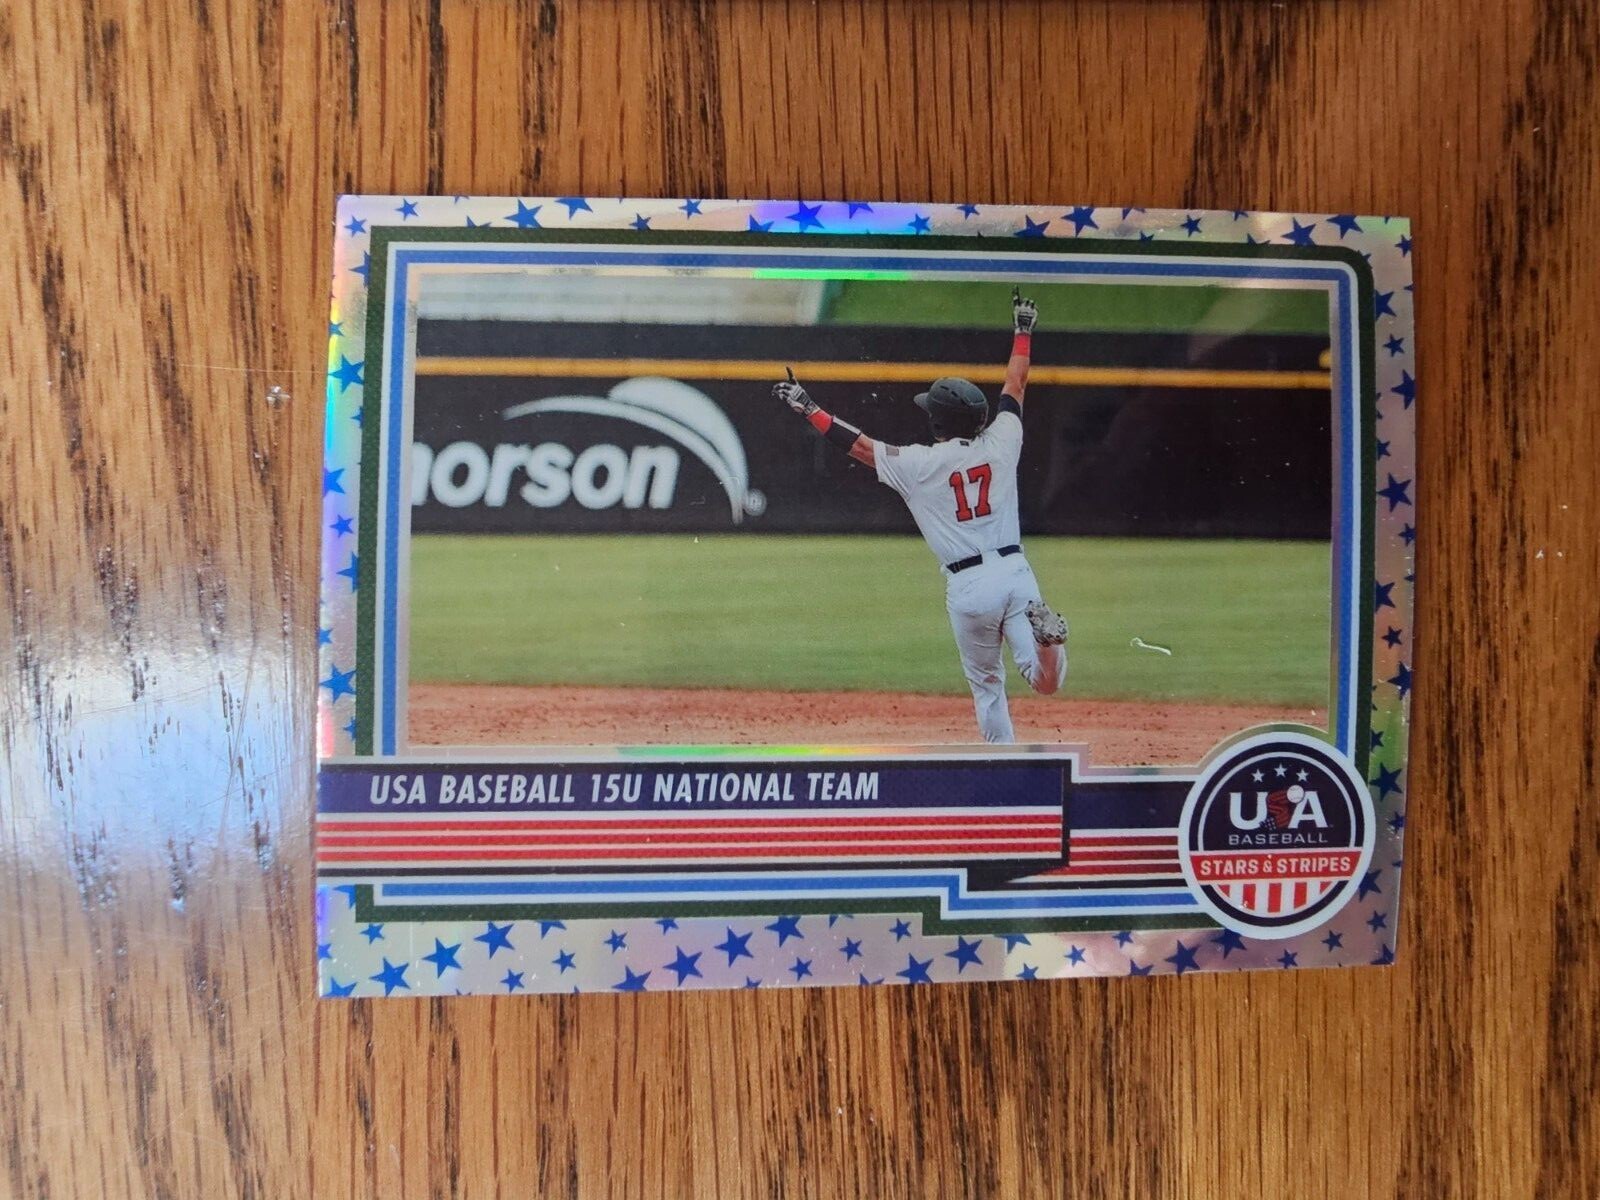 horson
®
17
USA BASEBALL 15U NATIONAL TEAM
USA
BASEBALL
STARS & STRIPES